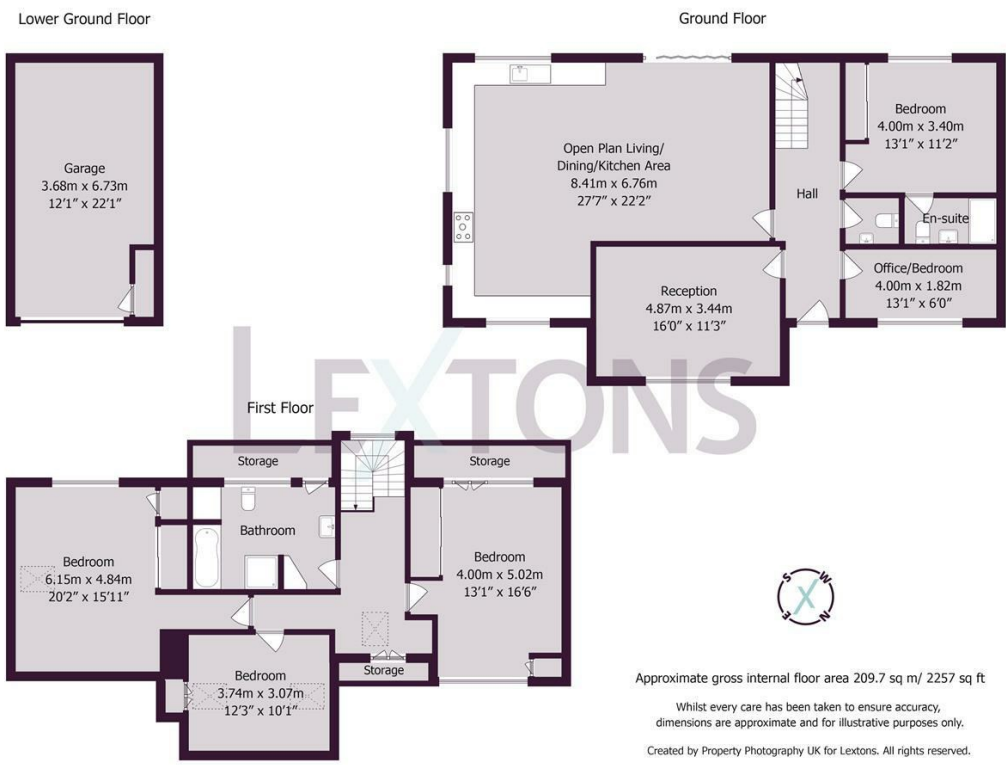 Lower Ground Floor
Garage
3.68m x 6.73m
12'1" x 22'1"
Ground Floor
Open Plan Living/
Dining/Kitchen Area
8.41m x 6.76m
27'7" x 22'2"
Hall
Bedroom
4.00m x 3.40m
13'1" x 11'2"
En-suite
Office/Bedroom
4.00m x 1.82m
13'1" x 6'0"
Reception
4.87m x 3.44m
16'0" x 11'3"
LEXTONS
First Floor
Storage
Storage
Bathroom
Bedroom
6.15m x 4.84m
20'2" x 15'11"
Bedroom
4.00m x 5.02m
13'1" x 16'6"
Storage
Bedroom
3.74m x 3.07m
12'3" x 10'1"
S W
X
E N
Approximate gross internal floor area 209.7 sq m/ 2257 sq ft
Whilst every care has been taken to ensure accuracy,
dimensions are approximate and for illustrative purposes only.
Created by Property Photography UK for Lextons. All rights reserved.